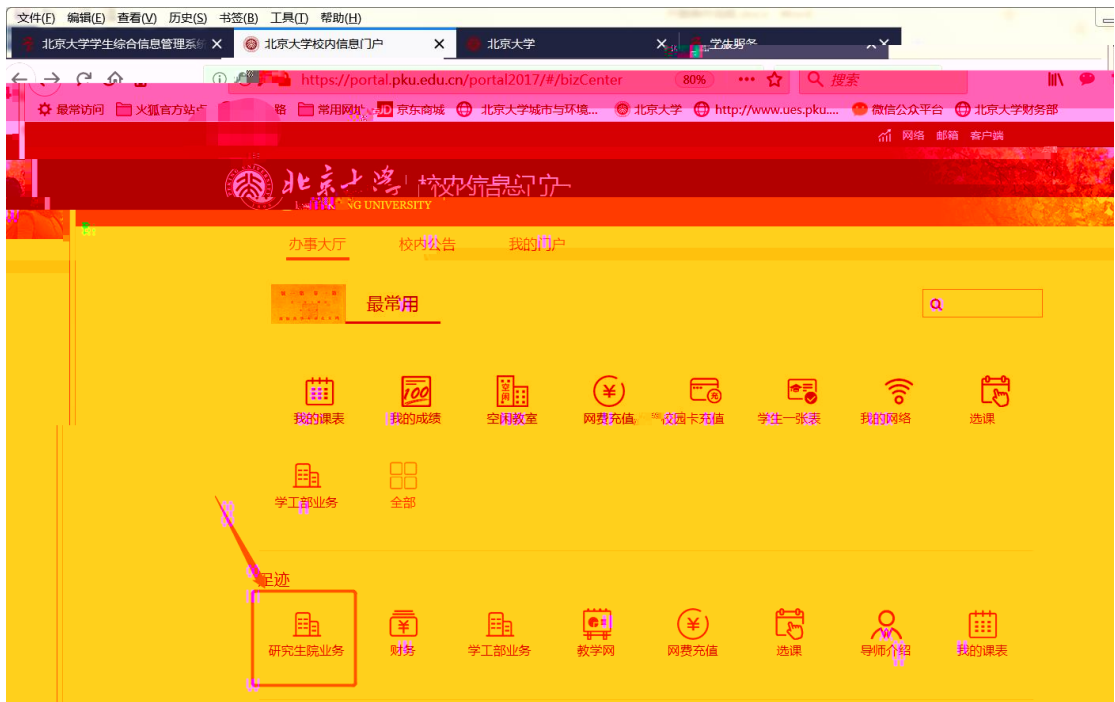 文件(F) 编辑(E) 查看(V) 历史(S) 书签(B) 工具(T) 帮助(H)
北京大学学生综合信息管理系统 × 北京大学校内信息门户 × 北京大学 × 学生服务 ×
https://portal.pku.edu.cn/portal2017/#/bizCenter 80% 搜索
最常访问 火狐官方站点 常用网址 京东商城 北京大学城市与环境... 北京大学 http://www.ues.pku.... 微信公众平台 北京大学财务部
网络 邮箱 客户端
北京大学 校内信息门户
UNIVERSITY
办事大厅 校内公告 我的门户
最常用
我的课表 我的成绩 空闲教室 网费充值 校园卡充值 学生一张表 我的网络 选课
学工部业务 全部
足迹
研究生院业务 财务 学工部业务 教学网 网费充值 选课 导师介绍 我的课表